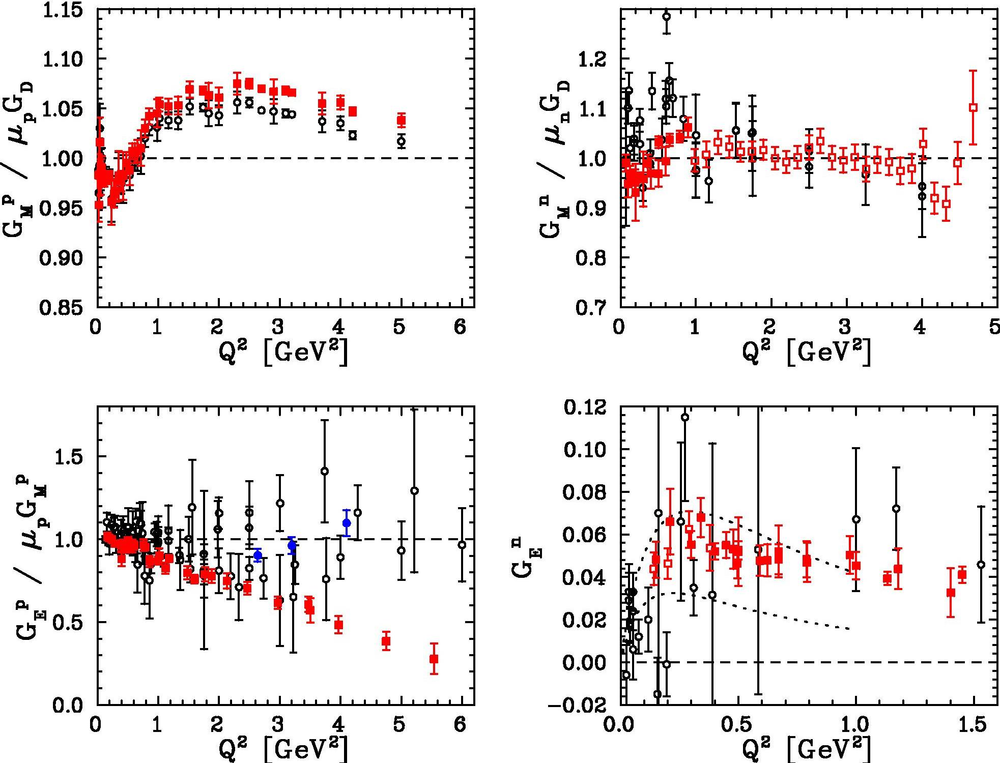 1.15
1.10
1.05
1.00
0.95
0.90
0.85
0 1 2 3 4 5 6
Q² [GeV²]
G_M^p / μ_p G_D
1.2
1.1
1.0
0.9
0.8
0.7
0 1 2 3 4 5
Q² [GeV²]
G_M^n / μ_n G_D
1.5
1.0
0.5
0.0
0 1 2 3 4 5 6
Q² [GeV²]
G_E^p / μ_p G_M^p
0.12
0.10
0.08
0.06
0.04
0.02
0.00
−0.02
0.0 0.5 1.0 1.5
Q² [GeV²]
G_E^n